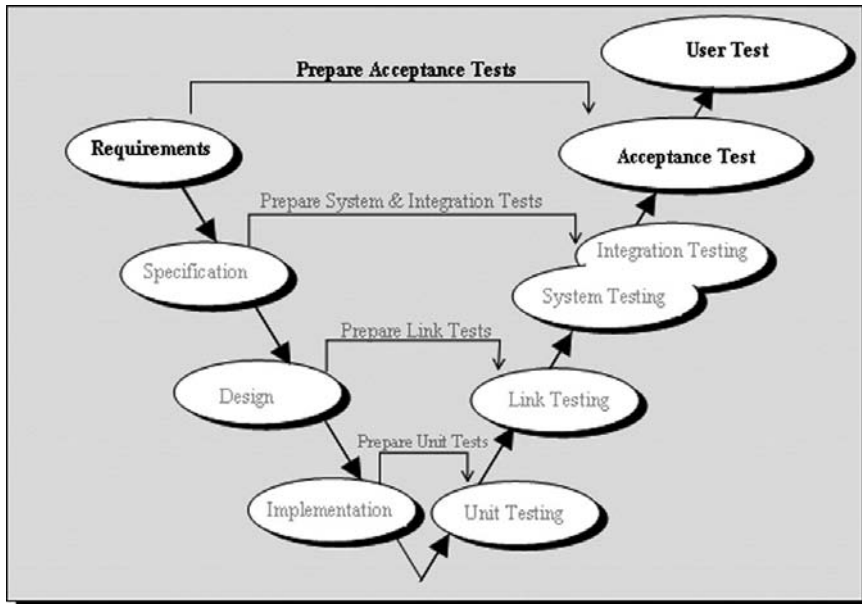 User Test
Prepare Acceptance Tests
Requirements
Acceptance Test
Prepare System & Integration Tests
Integration Testing
Specification
System Testing
Prepare Link Tests
Design
Link Testing
Prepare Unit Tests
Implementation
Unit Testing